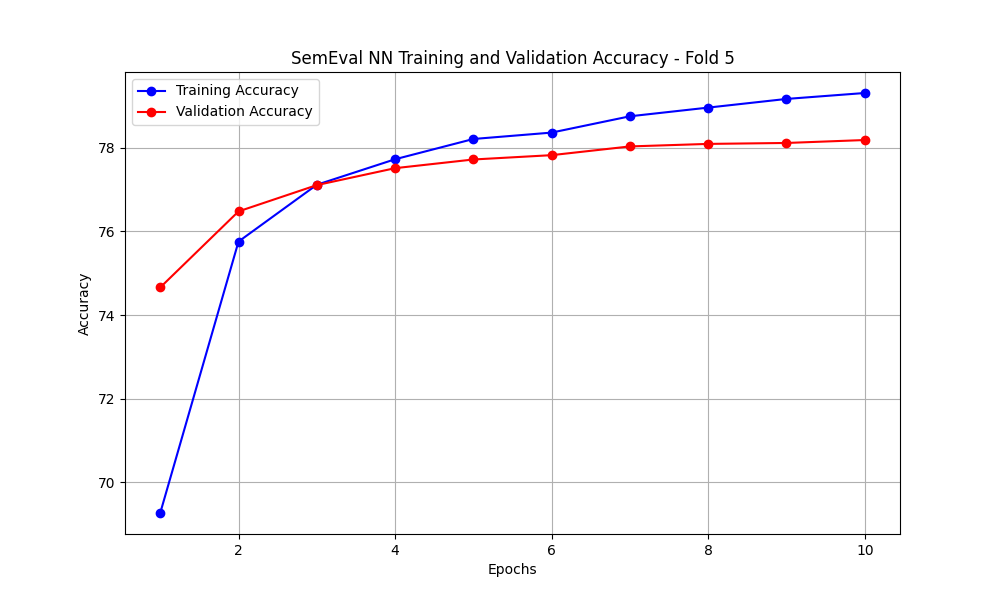 SemEval NN Training and Validation Accuracy - Fold 5
Training Accuracy
Validation Accuracy
78
76
74
72
70
Accuracy
2 4 6 8 10
Epochs